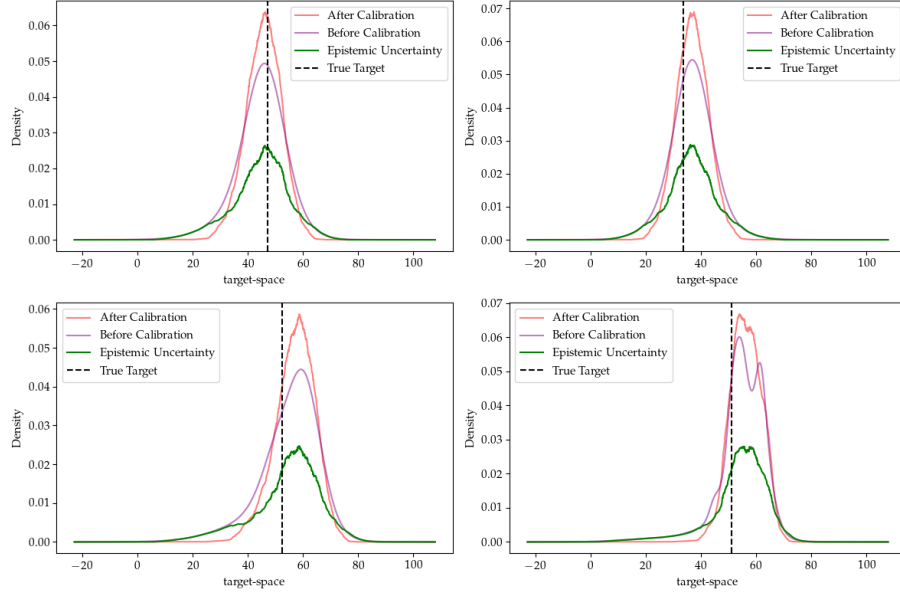 After Calibration
Before Calibration
Epistemic Uncertainty
True Target
Density
0.06
0.05
0.04
0.03
0.02
0.01
0.00
−20 0 20 40 60 80 100
target-space
After Calibration
Before Calibration
Epistemic Uncertainty
True Target
Density
0.07
0.06
0.05
0.04
0.03
0.02
0.01
0.00
−20 0 20 40 60 80 100
target-space
After Calibration
Before Calibration
Epistemic Uncertainty
True Target
Density
0.06
0.05
0.04
0.03
0.02
0.01
0.00
−20 0 20 40 60 80 100
target-space
After Calibration
Before Calibration
Epistemic Uncertainty
True Target
Density
0.07
0.06
0.05
0.04
0.03
0.02
0.01
0.00
−20 0 20 40 60 80 100
target-space